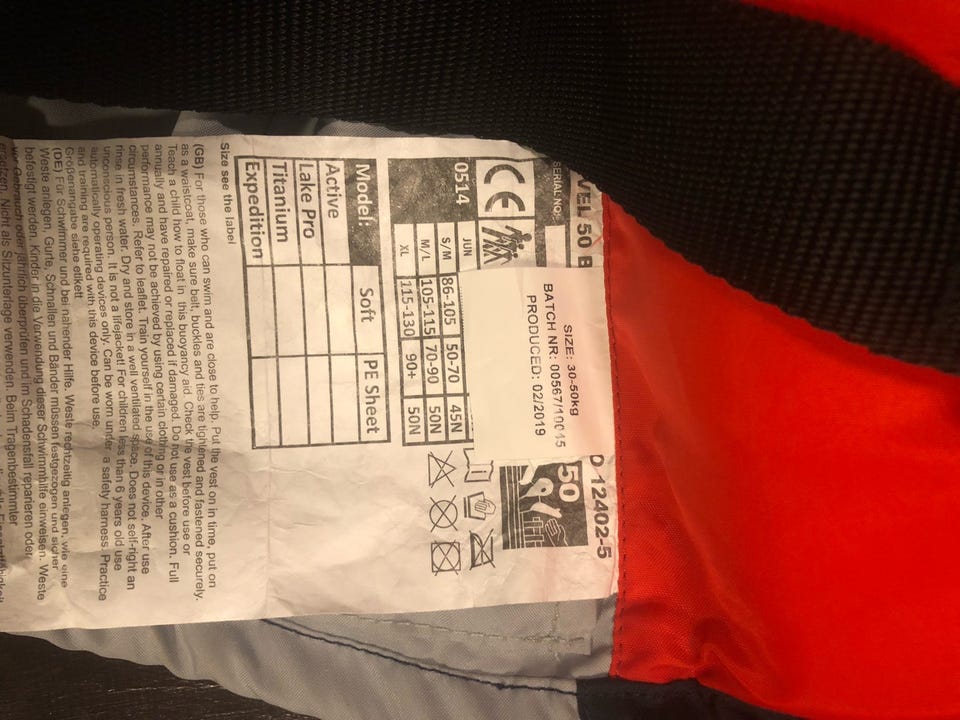 VEL 50
D 12402-5
SERIAL NO:
SIZE: 30-50kg
BATCH NR: 00567/10
PRODUCED: 02/2019
50
CE
0514
JUN
S/M 86-105 50-70 45N
M/L 105-115 70-90 50N
XL 115-130 90+ 50N
Model: Soft PE Sheet
Active
Lake Pro
Titanium
Expedition
Size see the label
(GB) For those who can swim and are close to help. Put the vest on in time, put on
as a waistcoat, make sure belt, buckles and ties are tightened and fastened securely.
Teach a child how to float in this buoyancy aid. Check the vest before use or
annually and have repaired or replaced if damaged. Do not use as a cushion. Full
performance may not be achieved by using certain clothing or in other
circumstances. Refer to leaflet. Train yourself in the use of this device. After use
rinse in fresh water. Dry and store in a well ventilated space. Does not self-right an
unconcious person. It is not a lifejacket! For children less than 6 years old use
automatically operating devices only. Can be worn under a safety harness. Practice
and training are required with this device before use.
Größenangabe siehe etikett
(DE) Für Schwimmer und bei nahender Hilfe. Weste rechtzeitig anlegen, wie eine
Weste anlegen, Gurte, Schnallen und Bänder müssen festgezogen und sicher
befestigt werden. Kinder in die Verwendung dieser Schwimmhilfe einweisen. Weste
vor Gebrauch oder jährlich überprüfen und im Schadensfall reparieren oder
ersetzen. Nicht als Sitzunterlage verwenden. Beim Tragen bestimmter